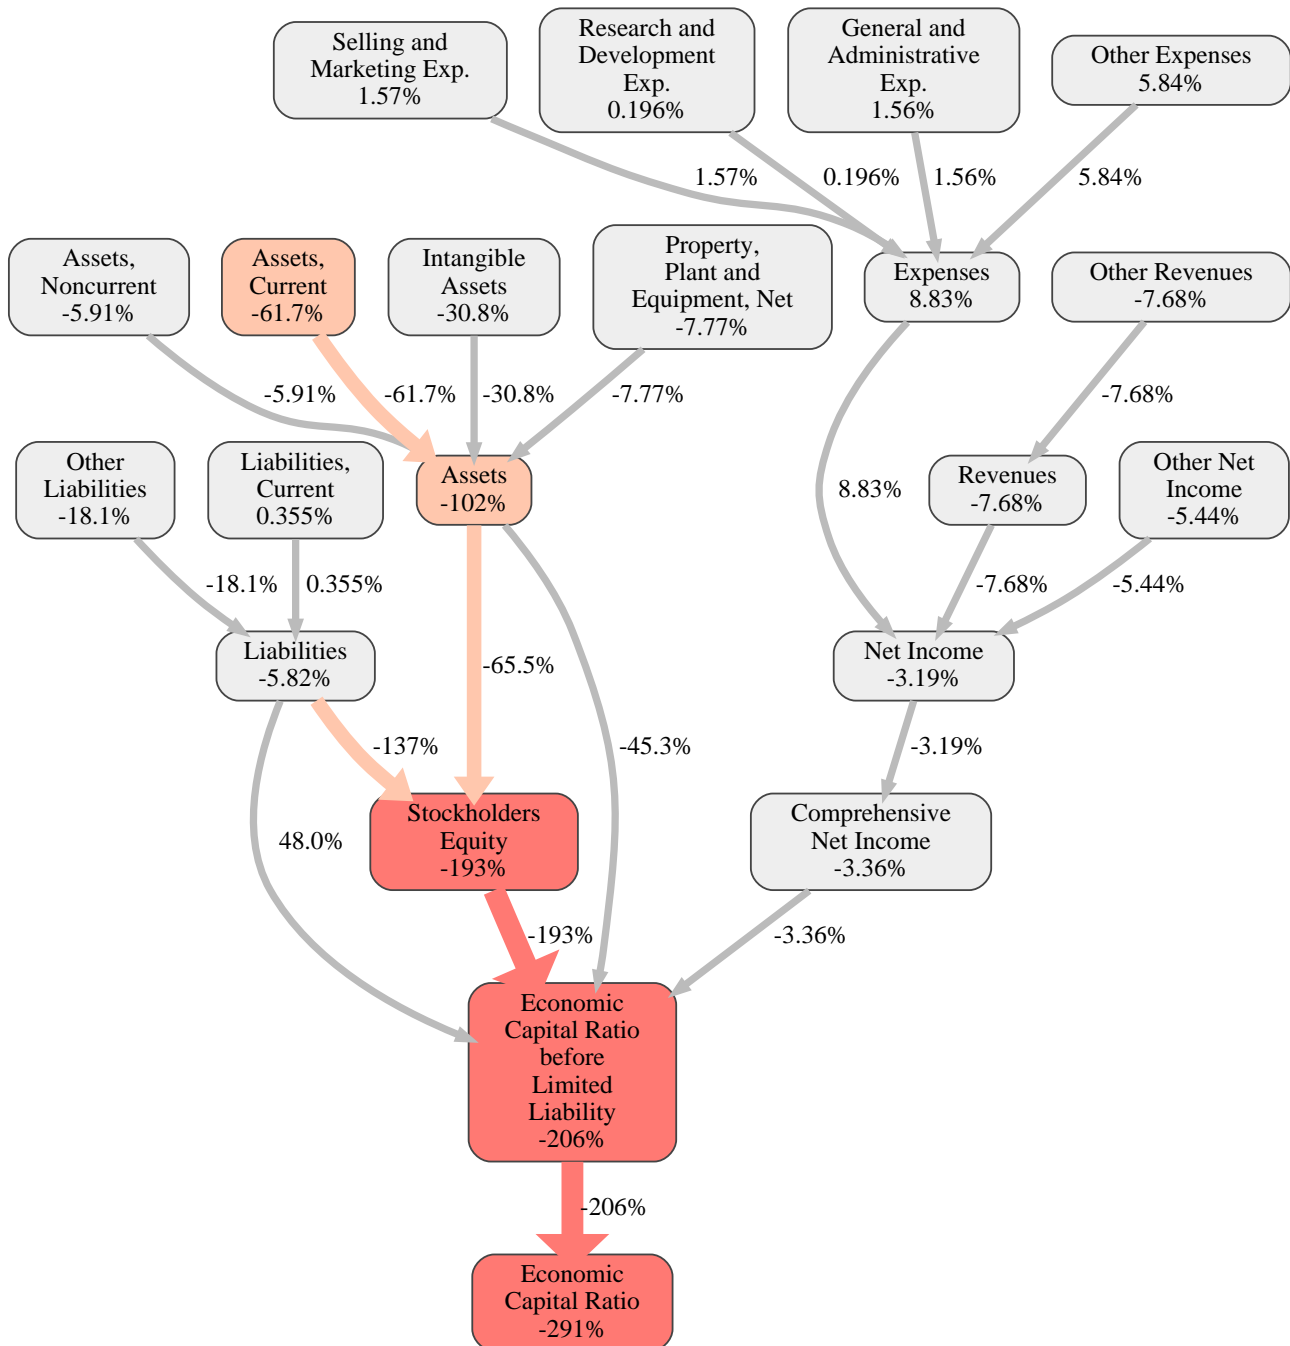 Selling and
Marketing Exp.
1.57%
Research and
Development
Exp.
0.196%
General and
Administrative
Exp.
1.56%
Other Expenses
5.84%
1.57%
0.196%
1.56%
5.84%
Assets,
Noncurrent
-5.91%
Assets,
Current
-61.7%
Intangible
Assets
-30.8%
Property,
Plant and
Equipment, Net
-7.77%
Expenses
8.83%
Other Revenues
-7.68%
-5.91%
-61.7%
-30.8%
-7.77%
-7.68%
Other
Liabilities
-18.1%
Liabilities,
Current
0.355%
Assets
-102%
8.83%
Revenues
-7.68%
Other Net
Income
-5.44%
-18.1%
0.355%
-7.68%
-5.44%
Liabilities
-5.82%
-65.5%
Net Income
-3.19%
-137%
-45.3%
-3.19%
48.0%
Stockholders
Equity
-193%
Comprehensive
Net Income
-3.36%
-193%
-3.36%
Economic
Capital Ratio
before
Limited
Liability
-206%
-206%
Economic
Capital Ratio
-291%